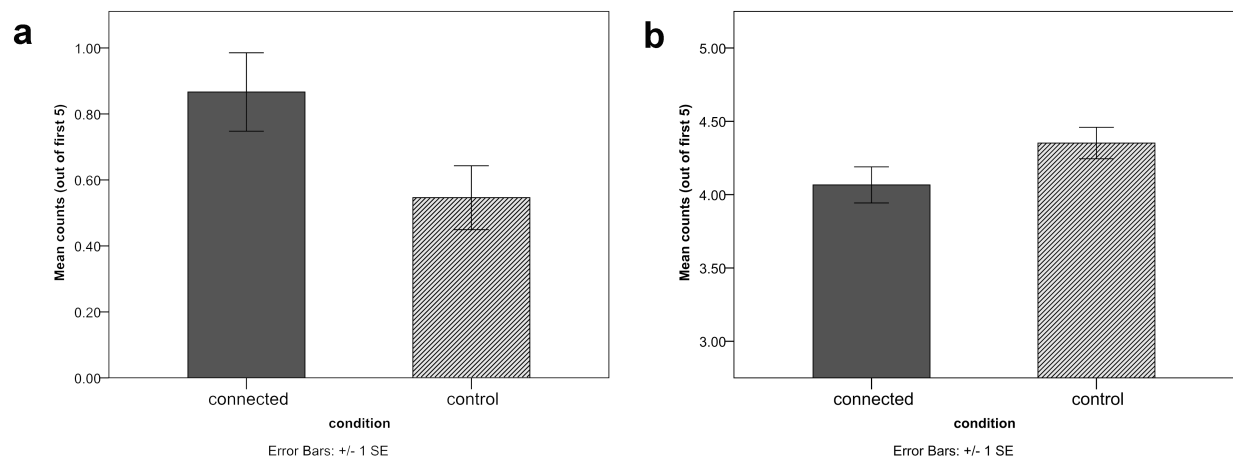 a
Mean counts (out of first 5)
1.00
0.80
0.60
0.40
0.20
0.00
connected
control
condition
Error Bars: +/- 1 SE
b
Mean counts (out of first 5)
5.00
4.50
4.00
3.50
3.00
connected
control
condition
Error Bars: +/- 1 SE